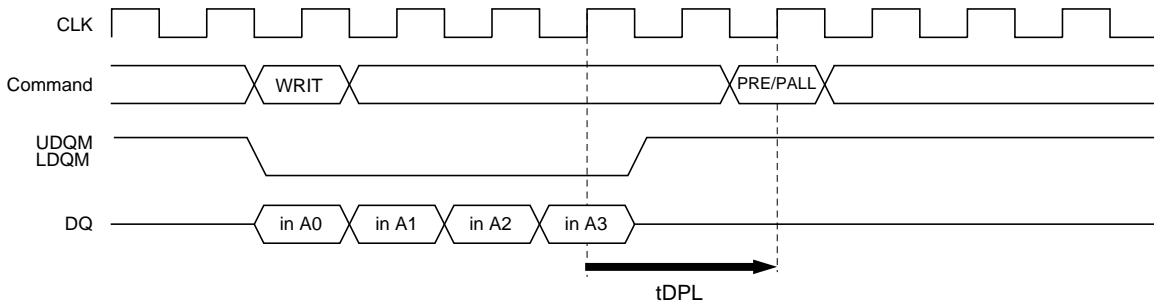 CLK
Command
WRIT
PRE/PALL
UDQM
LDQM
DQ
in A0
in A1
in A2
in A3
tDPL